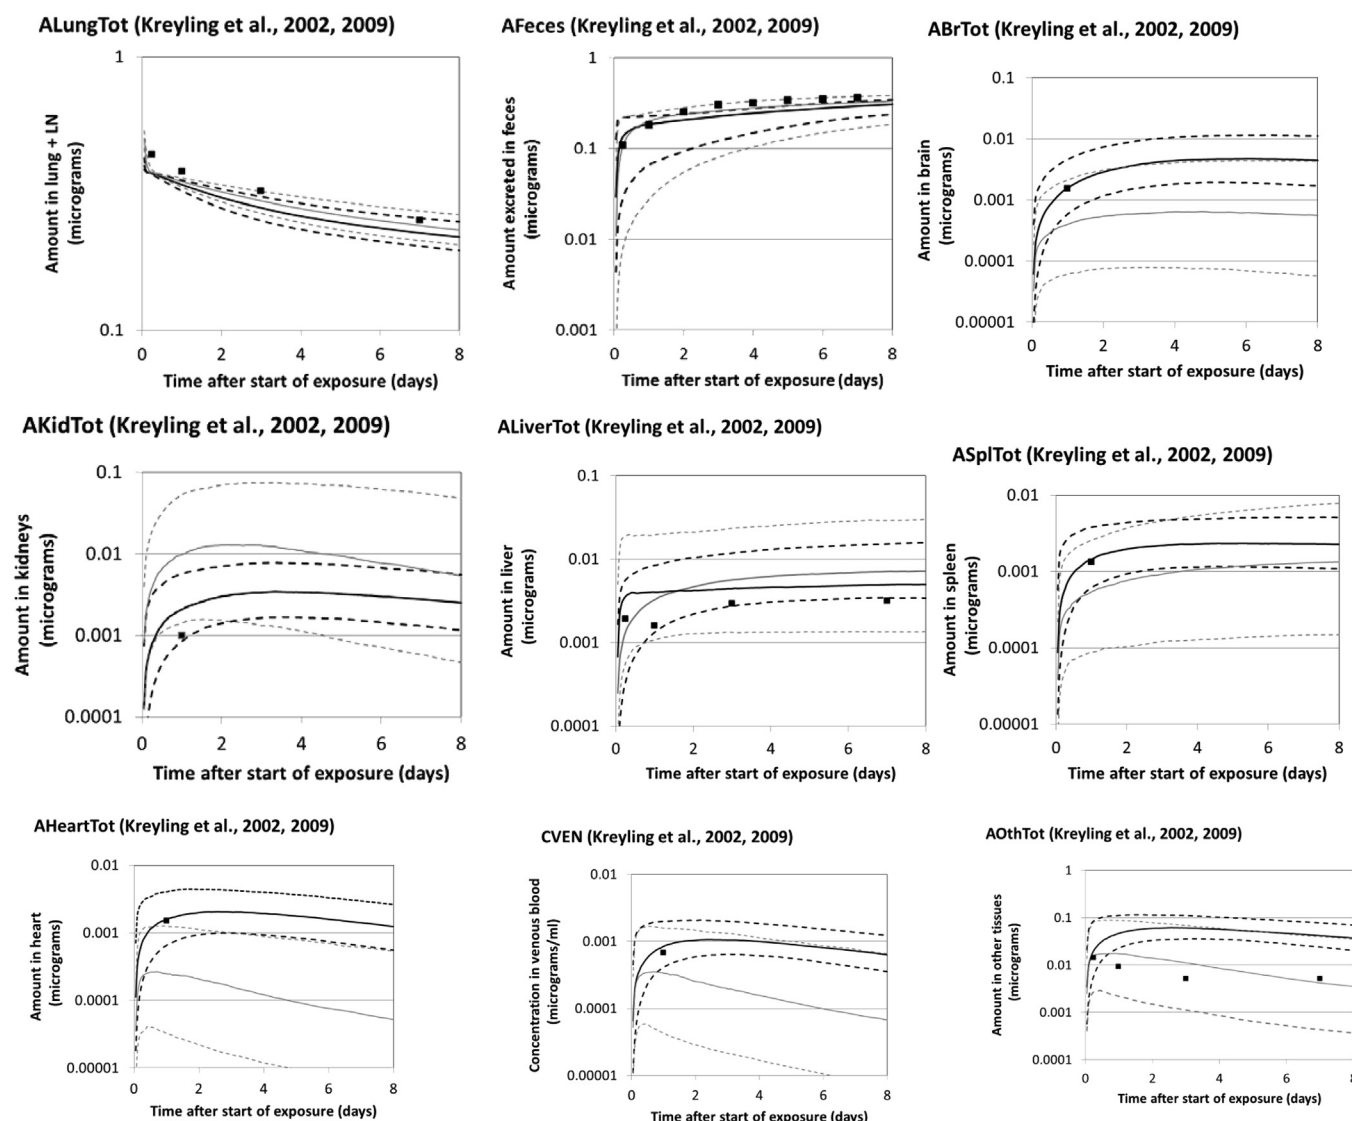 ALungTot (Kreyling et al., 2002, 2009)
1
0.1
0 2 4 6 8
Amount in lung + LN
(micrograms)
Time after start of exposure (days)
AFeces (Kreyling et al., 2002, 2009)
1
0.1
0.01
0.001
0 2 4 6 8
Amount excreted in feces
(micrograms)
Time after start of exposure (days)
ABrTot (Kreyling et al., 2002, 2009)
0.1
0.01
0.001
0.0001
0.00001
0 2 4 6 8
Amount in brain
(micrograms)
Time after start of exposure (days)
AKidTot (Kreyling et al., 2002, 2009)
0.1
0.01
0.001
0.0001
0 2 4 6 8
Amount in kidneys
(micrograms)
Time after start of exposure (days)
ALiverTot (Kreyling et al., 2002, 2009)
0.1
0.01
0.001
0.0001
0 2 4 6 8
Amount in liver
(micrograms)
Time after start of exposure (days)
ASplTot (Kreyling et al., 2002, 2009)
0.01
0.001
0.0001
0.00001
0 2 4 6 8
Amount in spleen
(micrograms)
Time after start of exposure (days)
AHeartTot (Kreyling et al., 2002, 2009)
0.01
0.001
0.0001
0.00001
0 2 4 6 8
Amount in heart
(micrograms)
Time after start of exposure (days)
CVEN (Kreyling et al., 2002, 2009)
0.01
0.001
0.0001
0.00001
0 2 4 6 8
Concentration in venous blood
(micrograms/ml)
Time after start of exposure (days)
AOthTot (Kreyling et al., 2002, 2009)
1
0.1
0.01
0.001
0.0001
0 2 4 6 8
Amount in other tissues
(micrograms)
Time after start of exposure (days)